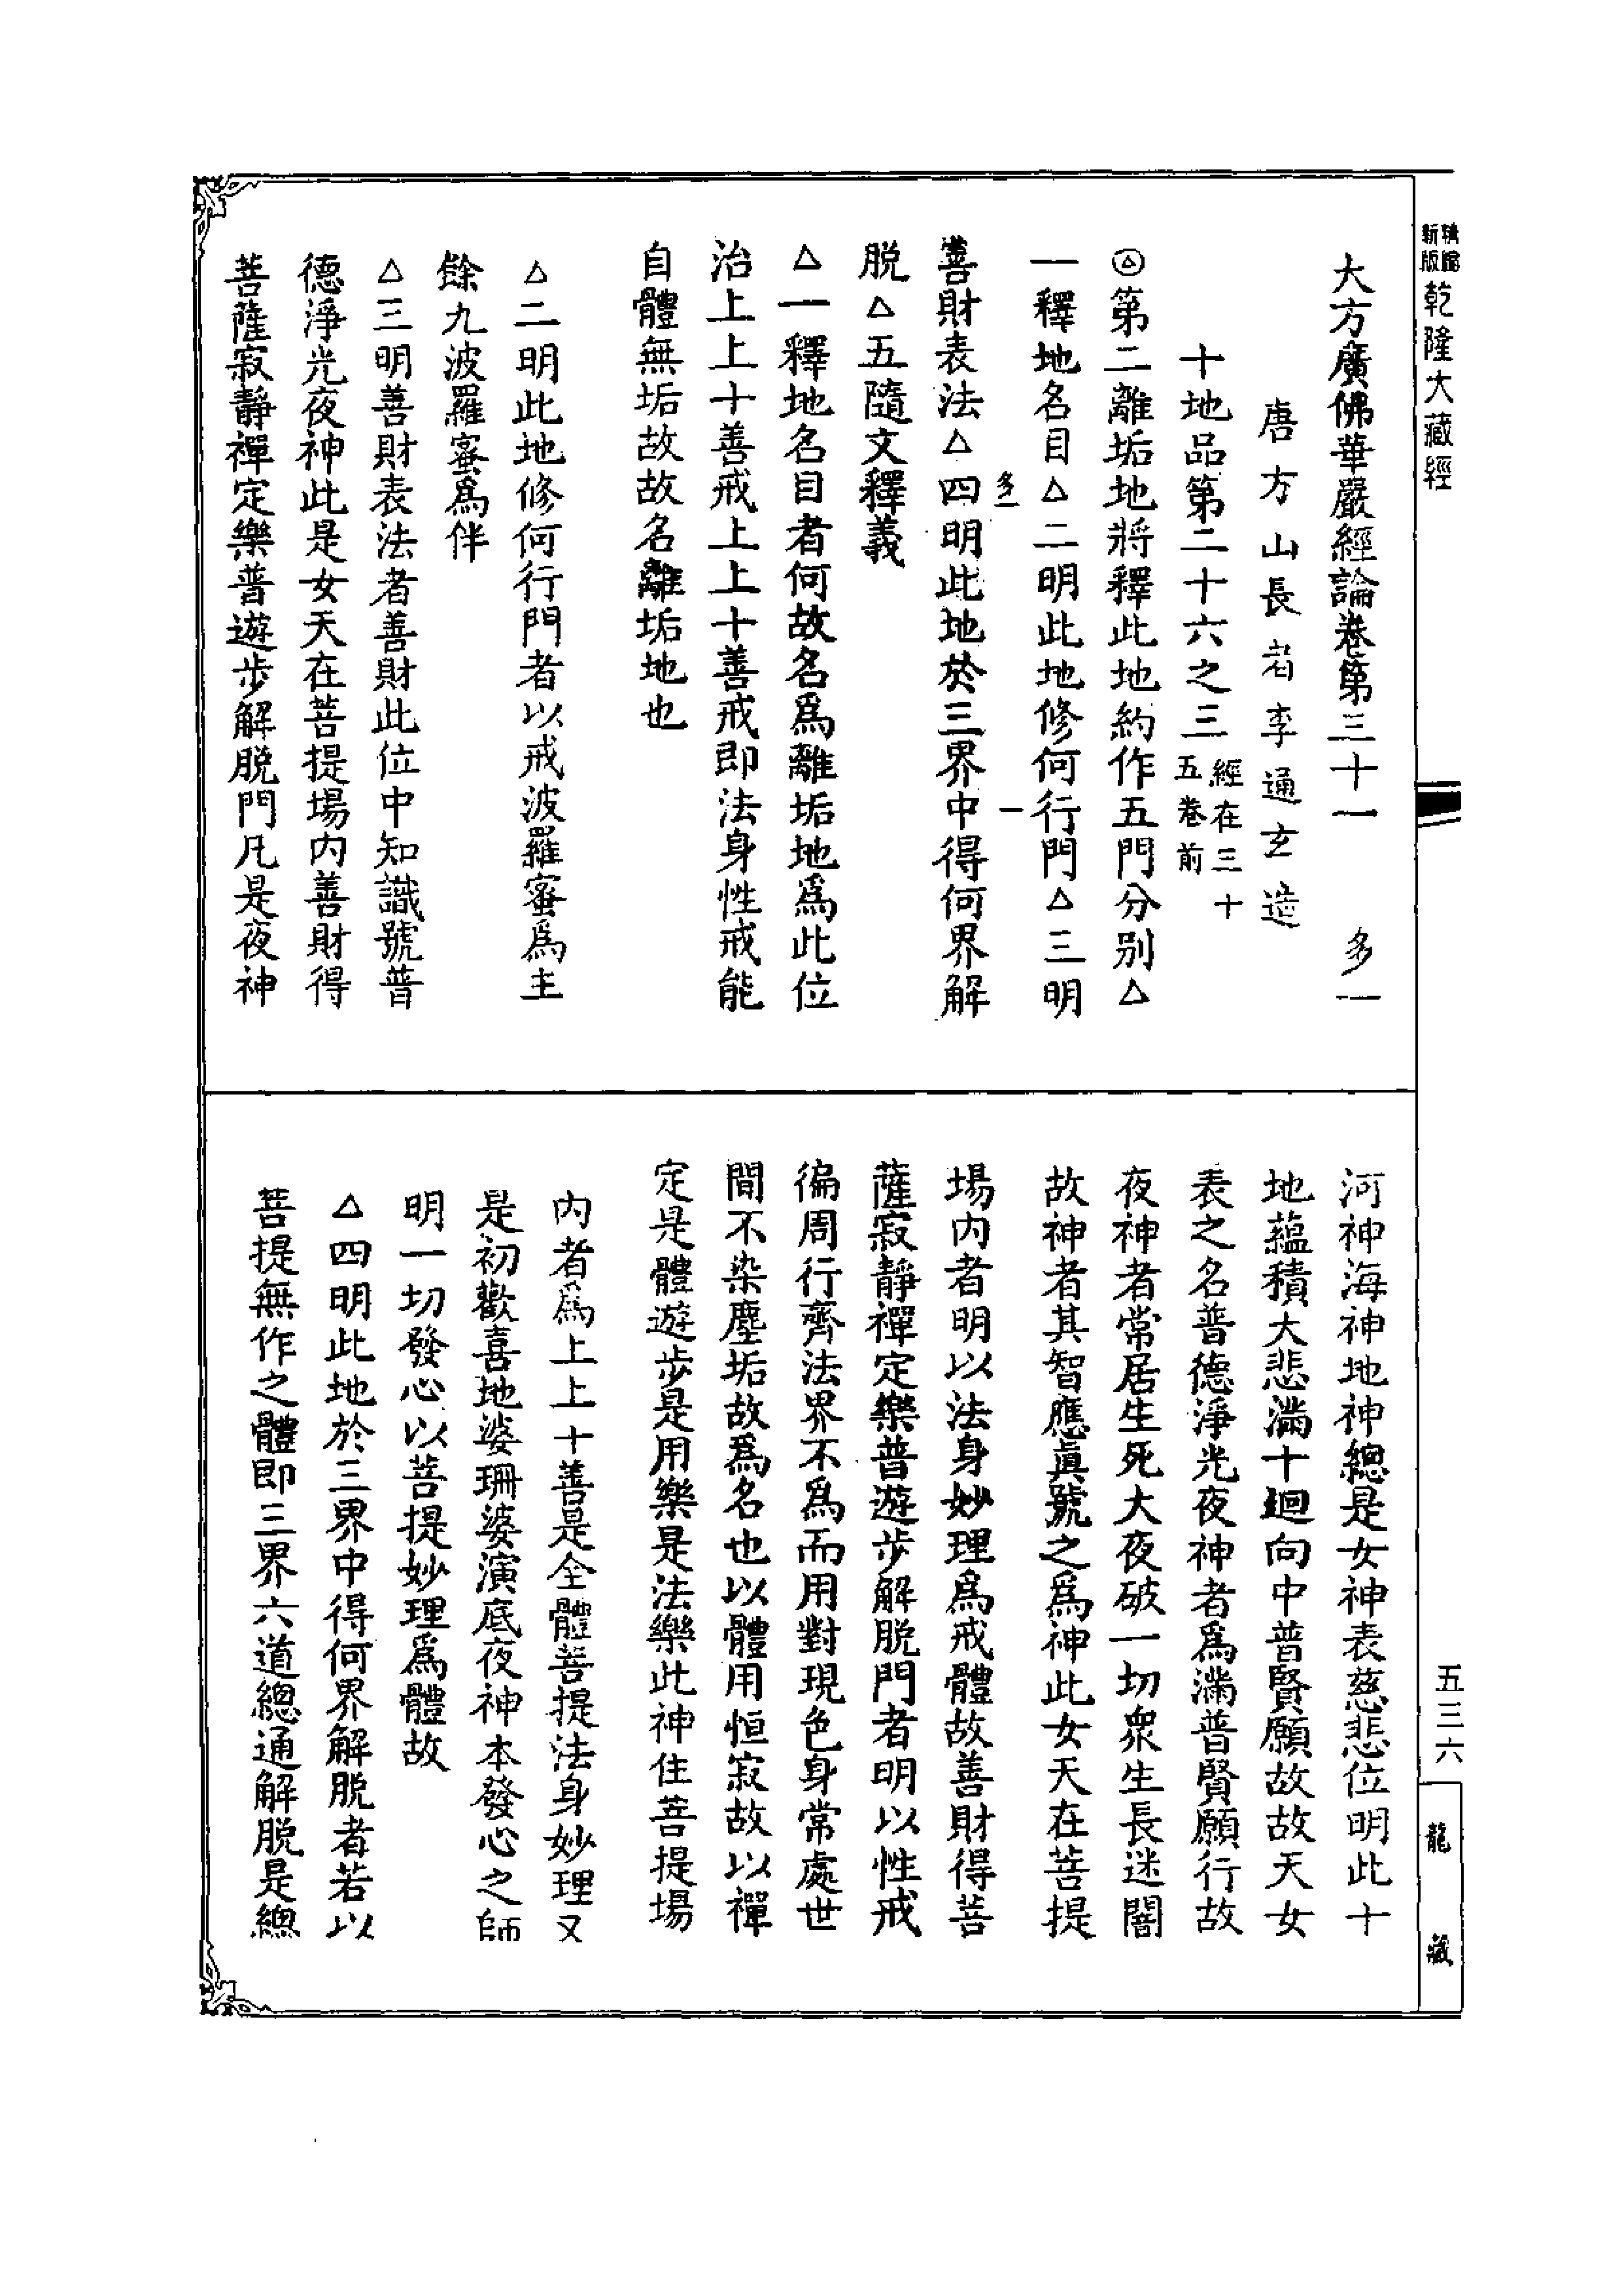 新版精縮乾隆大藏經
大方廣佛華嚴經論卷第三十一　多一
唐方山長者李通玄造
十地品第二十六之三經在三十五卷前
◬第二離垢地將釋此地約作五門分別△
一釋地名目△二明此地修何行門△三明
多一　一
善財表法△四明此地於三界中得何界解
脫△五隨文釋義
△一釋地名目者何故名爲離垢地爲此位
治上上十善戒上上十善戒即法身性戒能
自體無垢故故名離垢地也
△二明此地修何行門者以戒波羅蜜爲主
餘九波羅蜜爲伴
△三明善財表法者善財此位中知識號普
德淨光夜神此是女天在菩提場內善財得
菩薩寂靜禪定樂普遊步解脫門凡是夜神
河神海神地神總是女神表慈悲位明此十
地蘊積大悲滿十迴向中普賢願故故天女
表之名普德淨光夜神者爲滿普賢願行故
夜神者常居生死大夜破一切衆生長迷闇
故神者其智應眞號之爲神此女天在菩提
場內者明以法身妙理爲戒體故善財得菩
薩寂靜禪定樂普遊步解脫門者明以性戒
徧周行齊法界不爲而用對現色身常處世
間不染塵垢故爲名也以體用恒寂故以禪
定是體遊步是用樂是法樂此神住菩提場
內者爲上上十善是全體菩提法身妙理又
是初歡喜地婆珊婆演底夜神本發心之師
明一切發心以菩提妙理爲體故
△四明此地於三界中得何界解脫者若以
菩提無作之體即三界六道總通解脫是總
五三六
龍藏